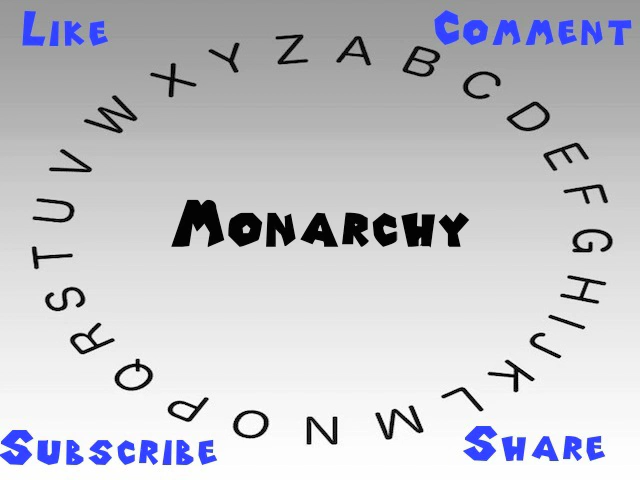 Like
Comment
A B C D E F G H I J K L M N O P Q R S T U V W X Y Z
Monarchy
Subscribe
Share